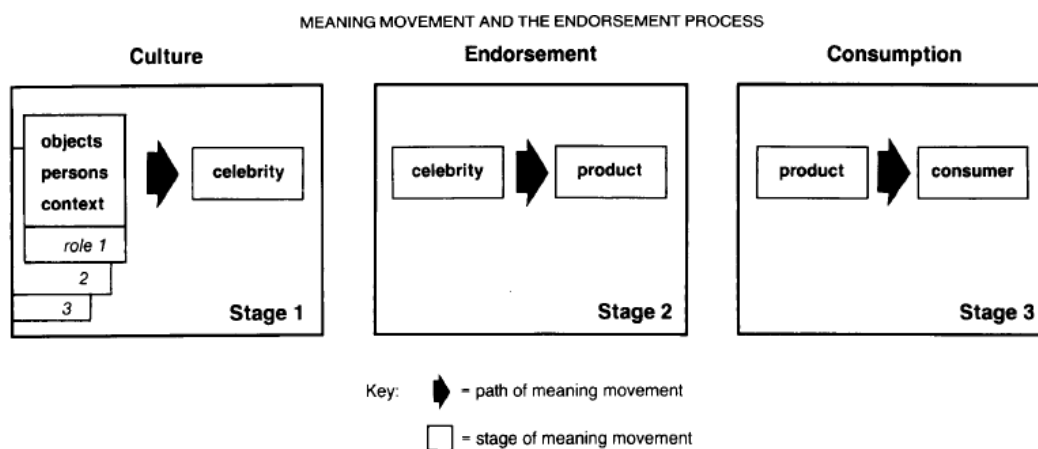 MEANING MOVEMENT AND THE ENDORSEMENT PROCESS
Culture
Endorsement
Consumption
objects
persons
context
role 1
2
3
celebrity
Stage 1
celebrity
product
Stage 2
product
consumer
Stage 3
Key:
= path of meaning movement
= stage of meaning movement